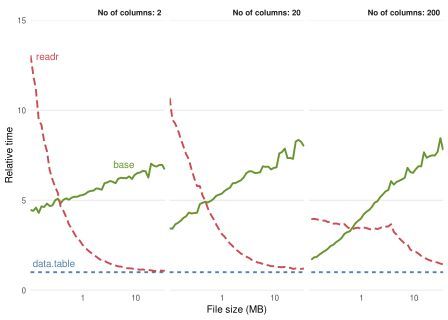 No of columns: 2
No of columns: 20
No of columns: 200
15
10
5
0
Relative time
readr
base
data.table
1
10
1
10
1
10
File size (MB)